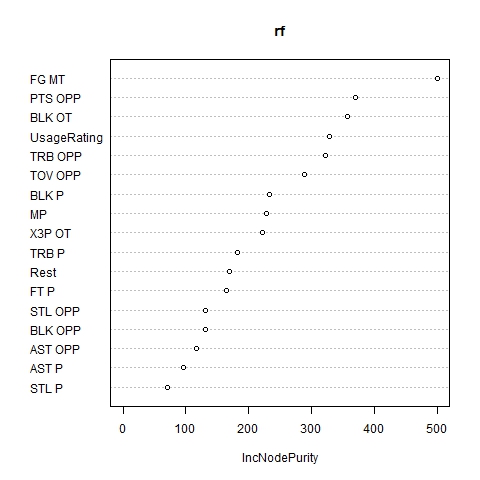 rf
FG MT
PTS OPP
BLK OT
UsageRating
TRB OPP
TOV OPP
BLK P
MP
X3P OT
TRB P
Rest
FT P
STL OPP
BLK OPP
AST OPP
AST P
STL P
0 100 200 300 400 500
IncNodePurity